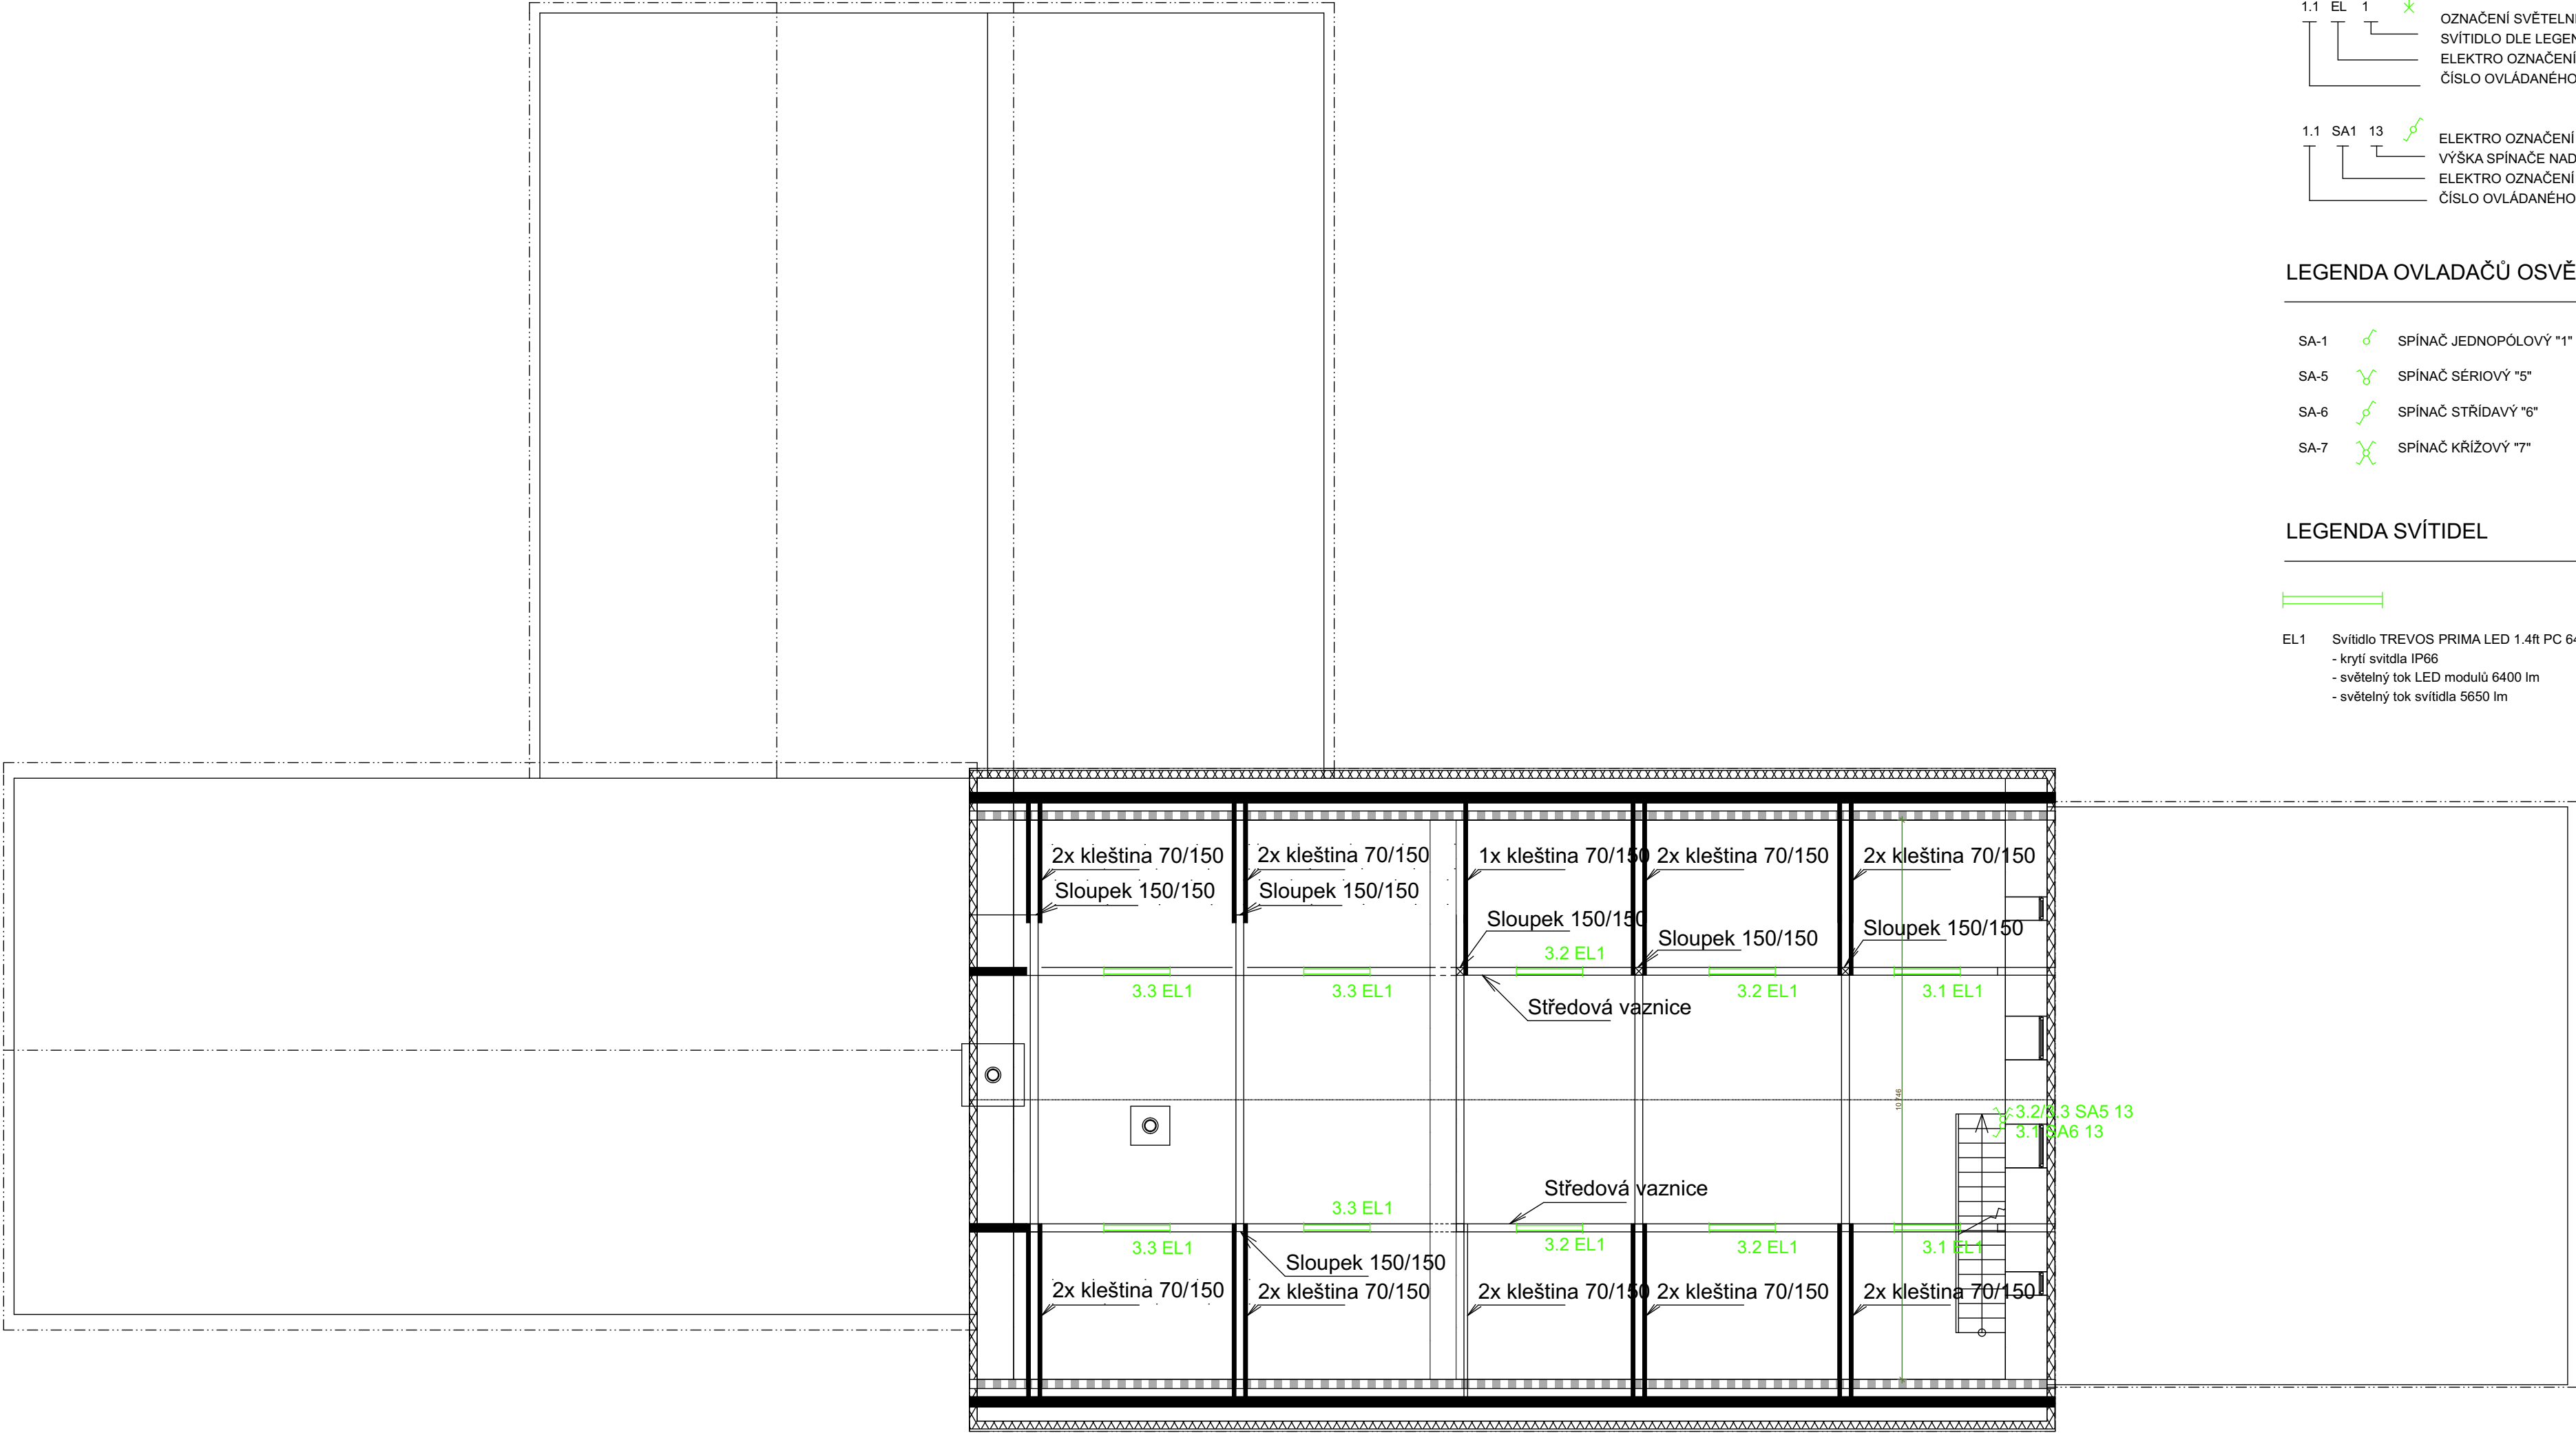 1.1 EL 1
OZNAČENÍ SVĚTELN
SVÍTIDLO DLE LEGEN
ELEKTRO OZNAČENÍ
ČÍSLO OVLÁDANÉHO
1.1 SA1 13
ELEKTRO OZNAČENÍ
VÝŠKA SPÍNAČE NAD
ELEKTRO OZNAČENÍ
ČÍSLO OVLÁDANÉHO
LEGENDA OVLADAČŮ OSVĚ
SA-1 SPÍNAČ JEDNOPÓLOVÝ "1"
SA-5 SPÍNAČ SÉRIOVÝ "5"
SA-6 SPÍNAČ STŘÍDAVÝ "6"
SA-7 SPÍNAČ KŘÍŽOVÝ "7"
LEGENDA SVÍTIDEL
EL1 Svítidlo TREVOS PRIMA LED 1.4ft PC 64
- krytí svitdla IP66
- světelný tok LED modulů 6400 lm
- světelný tok svítidla 5650 lm
2x kleština 70/150
2x kleština 70/150
1x kleština 70/150
2x kleština 70/150
2x kleština 70/150
Sloupek 150/150
Sloupek 150/150
Sloupek 150/150
Sloupek 150/150
Sloupek 150/150
3.2 EL1
3.3 EL1
3.3 EL1
3.2 EL1
3.1 EL1
Středová vaznice
10.746
3.2/3.3 SA5 13
3.1 SA6 13
Středová vaznice
3.3 EL1
3.3 EL1
3.2 EL1
3.2 EL1
3.1 EL1
Sloupek 150/150
2x kleština 70/150
2x kleština 70/150
2x kleština 70/150
2x kleština 70/150
2x kleština 70/150